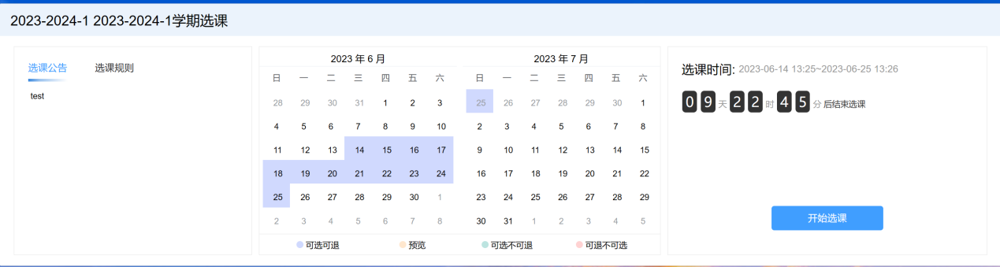 2023-2024-1 2023-2024-1学期选课
选课公告 选课规则
test
2023 年 6 月
日 一 二 三 四 五 六
28 29 30 31 1 2 3
4 5 6 7 8 9 10
11 12 13 14 15 16 17
18 19 20 21 22 23 24
25 26 27 28 29 30 1
2 3 4 5 6 7 8
2023 年 7 月
日 一 二 三 四 五 六
25 26 27 28 29 30 1
2 3 4 5 6 7 8
9 10 11 12 13 14 15
16 17 18 19 20 21 22
23 24 25 26 27 28 29
30 31 1 2 3 4 5
可选可退 预览 可选不可退 可退不可选
选课时间: 2023-06-14 13:25~2023-06-25 13:26
09天22时45分后结束选课
开始选课